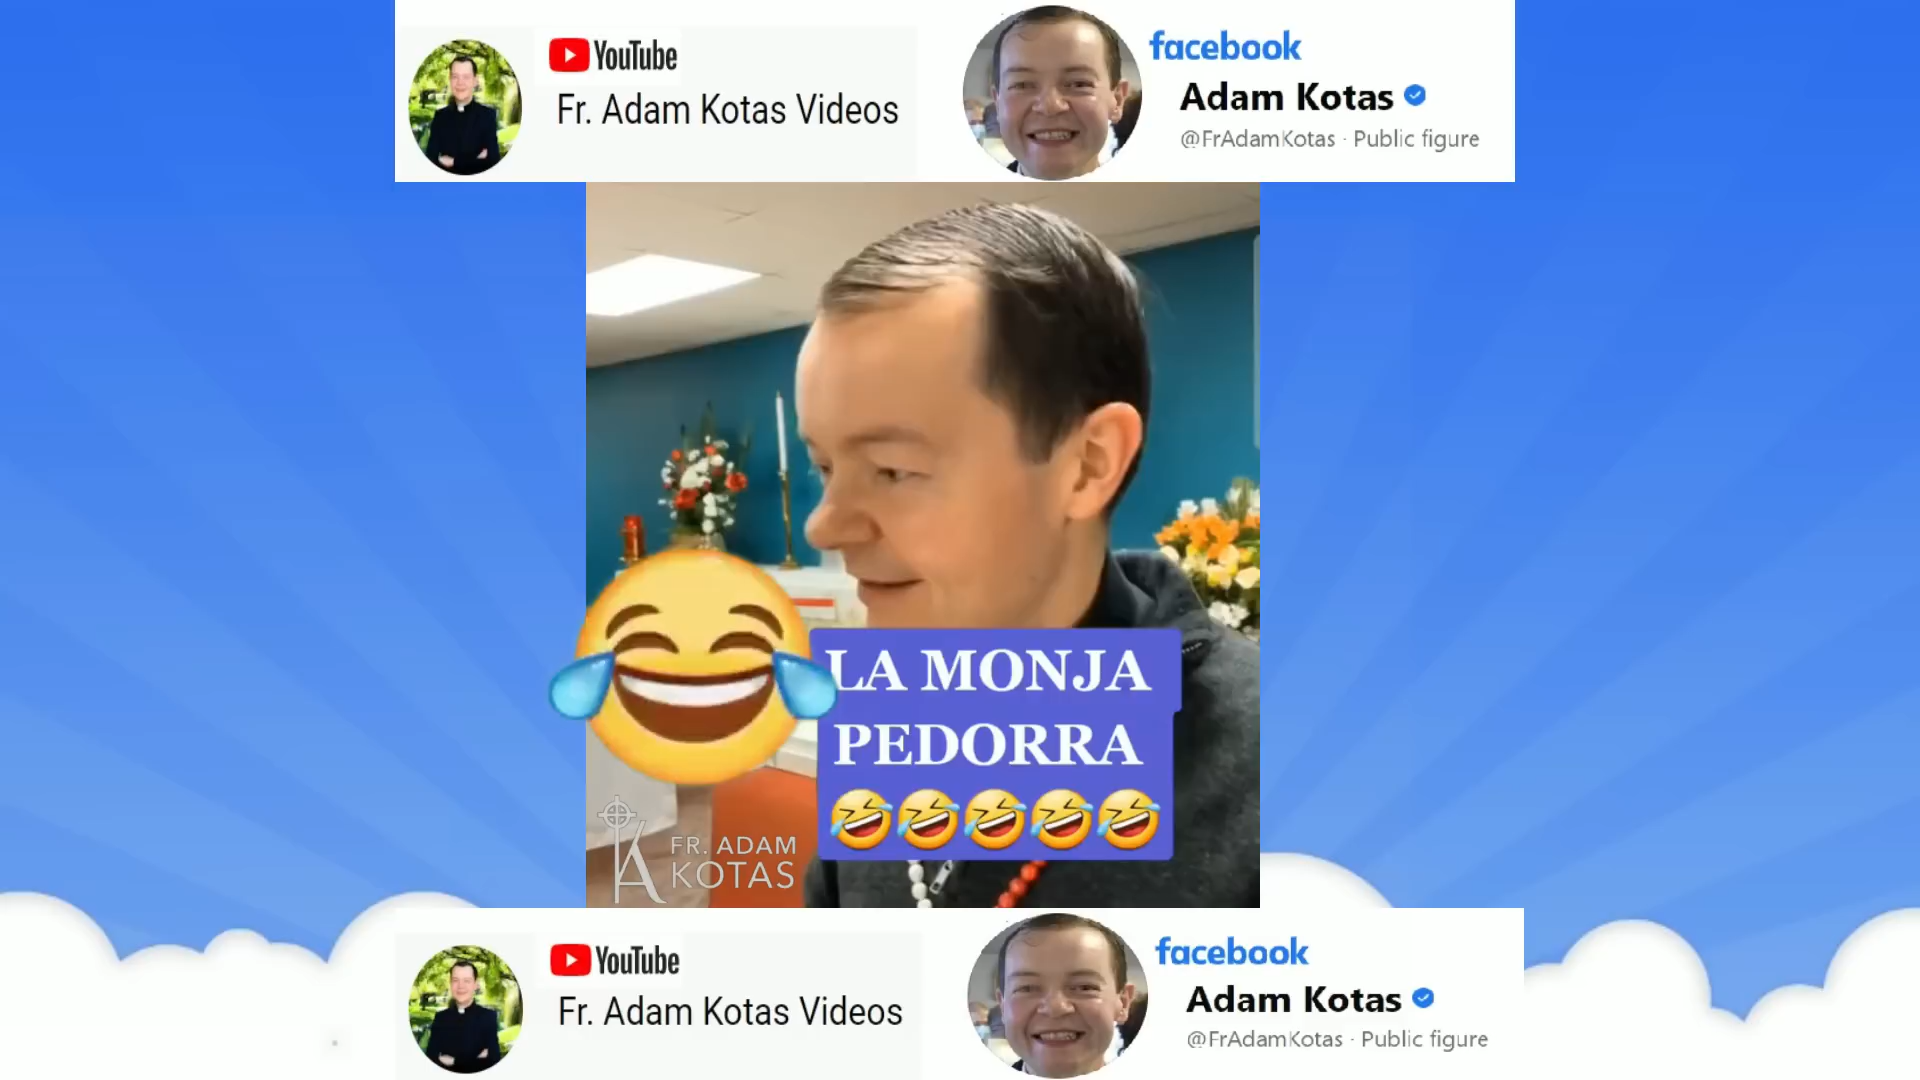 YouTube
Fr. Adam Kotas Videos
facebook
Adam Kotas
@FrAdamKotas · Public figure
LA MONJA
PEDORRA
FR. ADAM
KOTAS
YouTube
Fr. Adam Kotas Videos
facebook
Adam Kotas
@FrAdamKotas · Public figure